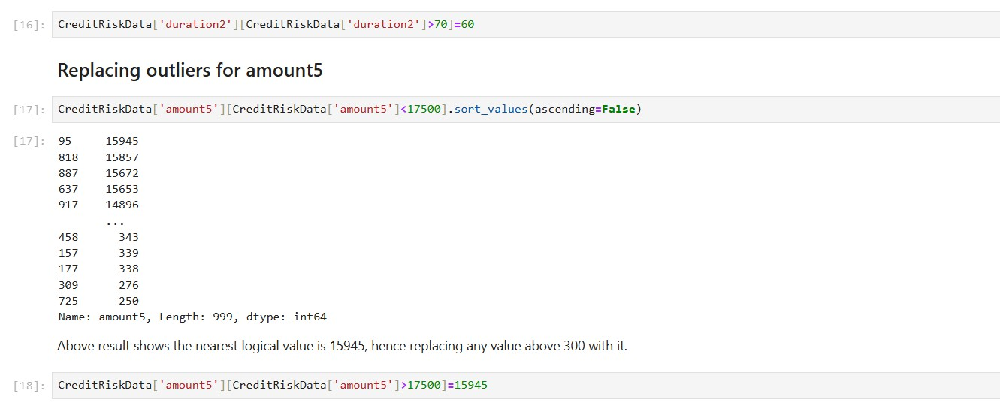 [16]: CreditRiskData['duration2'][CreditRiskData['duration2']>70]=60
Replacing outliers for amount5
[17]: CreditRiskData['amount5'][CreditRiskData['amount5']<17500].sort_values(ascending=False)
[17]: 95 15945
818 15857
887 15672
637 15653
917 14896
...
458 343
157 339
177 338
309 276
725 250
Name: amount5, Length: 999, dtype: int64
Above result shows the nearest logical value is 15945, hence replacing any value above 300 with it.
[18]: CreditRiskData['amount5'][CreditRiskData['amount5']>17500]=15945